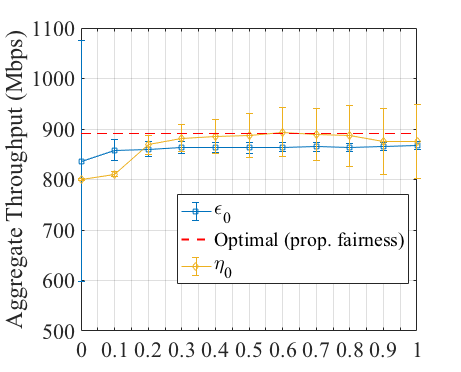 Aggregate Throughput (Mbps)
1100
1000
900
800
700
600
500
ϵ₀
Optimal (prop. fairness)
η₀
0 0.1 0.2 0.3 0.4 0.5 0.6 0.7 0.8 0.9 1